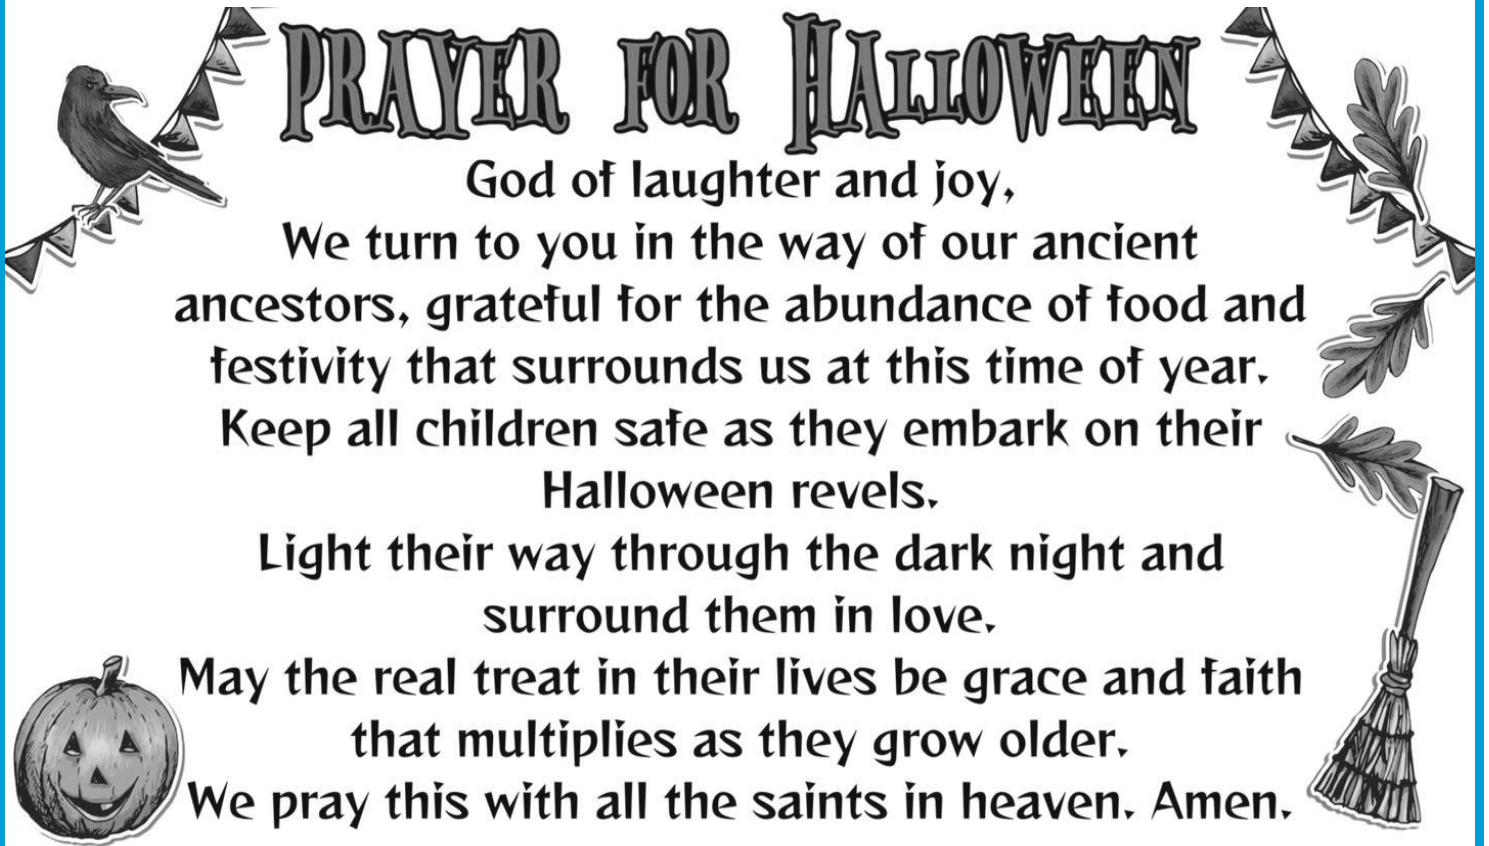 PRAYER FOR HALLOWEEN
God of laughter and joy,
We turn to you in the way of our ancient
ancestors, grateful for the abundance of food and
festivity that surrounds us at this time of year.
Keep all children safe as they embark on their
Halloween revels.
Light their way through the dark night and
surround them in love.
May the real treat in their lives be grace and faith
that multiplies as they grow older.
We pray this with all the saints in heaven. Amen.